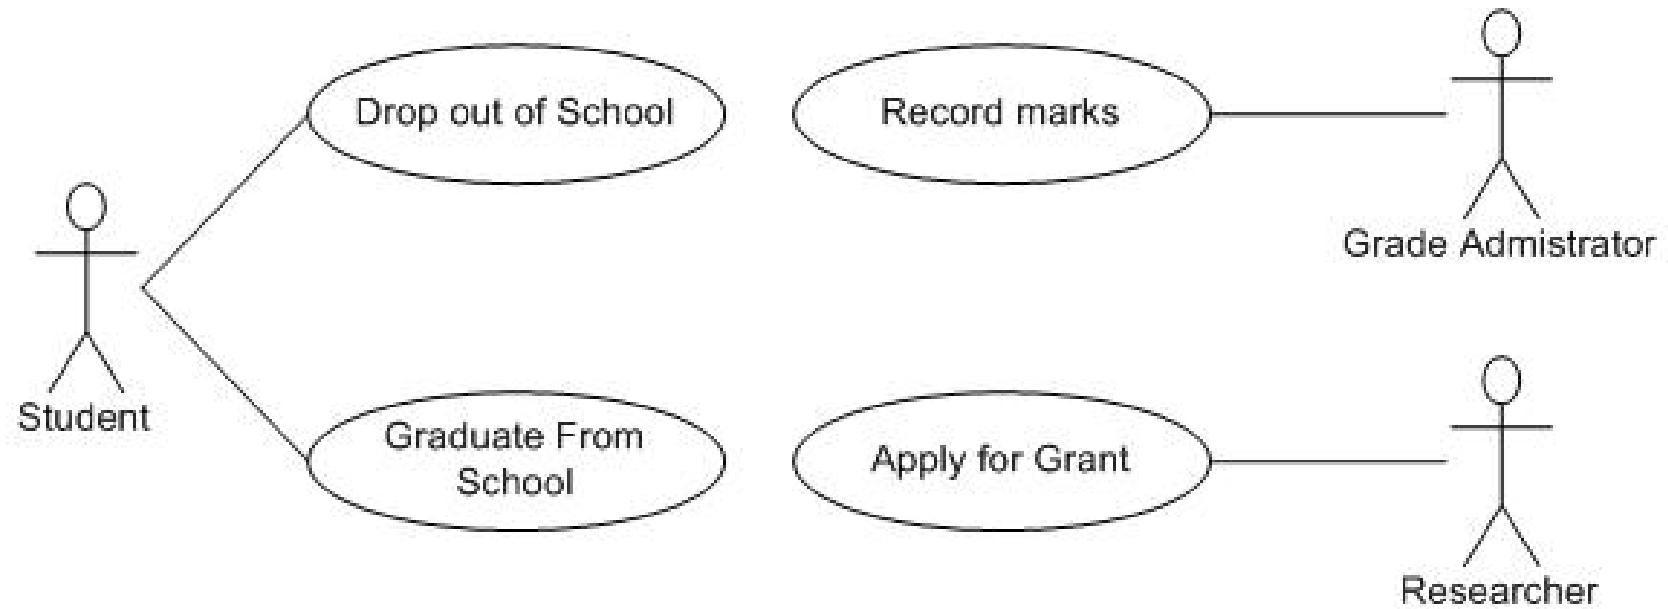 Drop out of School
Record marks
Grade Admistrator
Student
Graduate From
School
Apply for Grant
Researcher